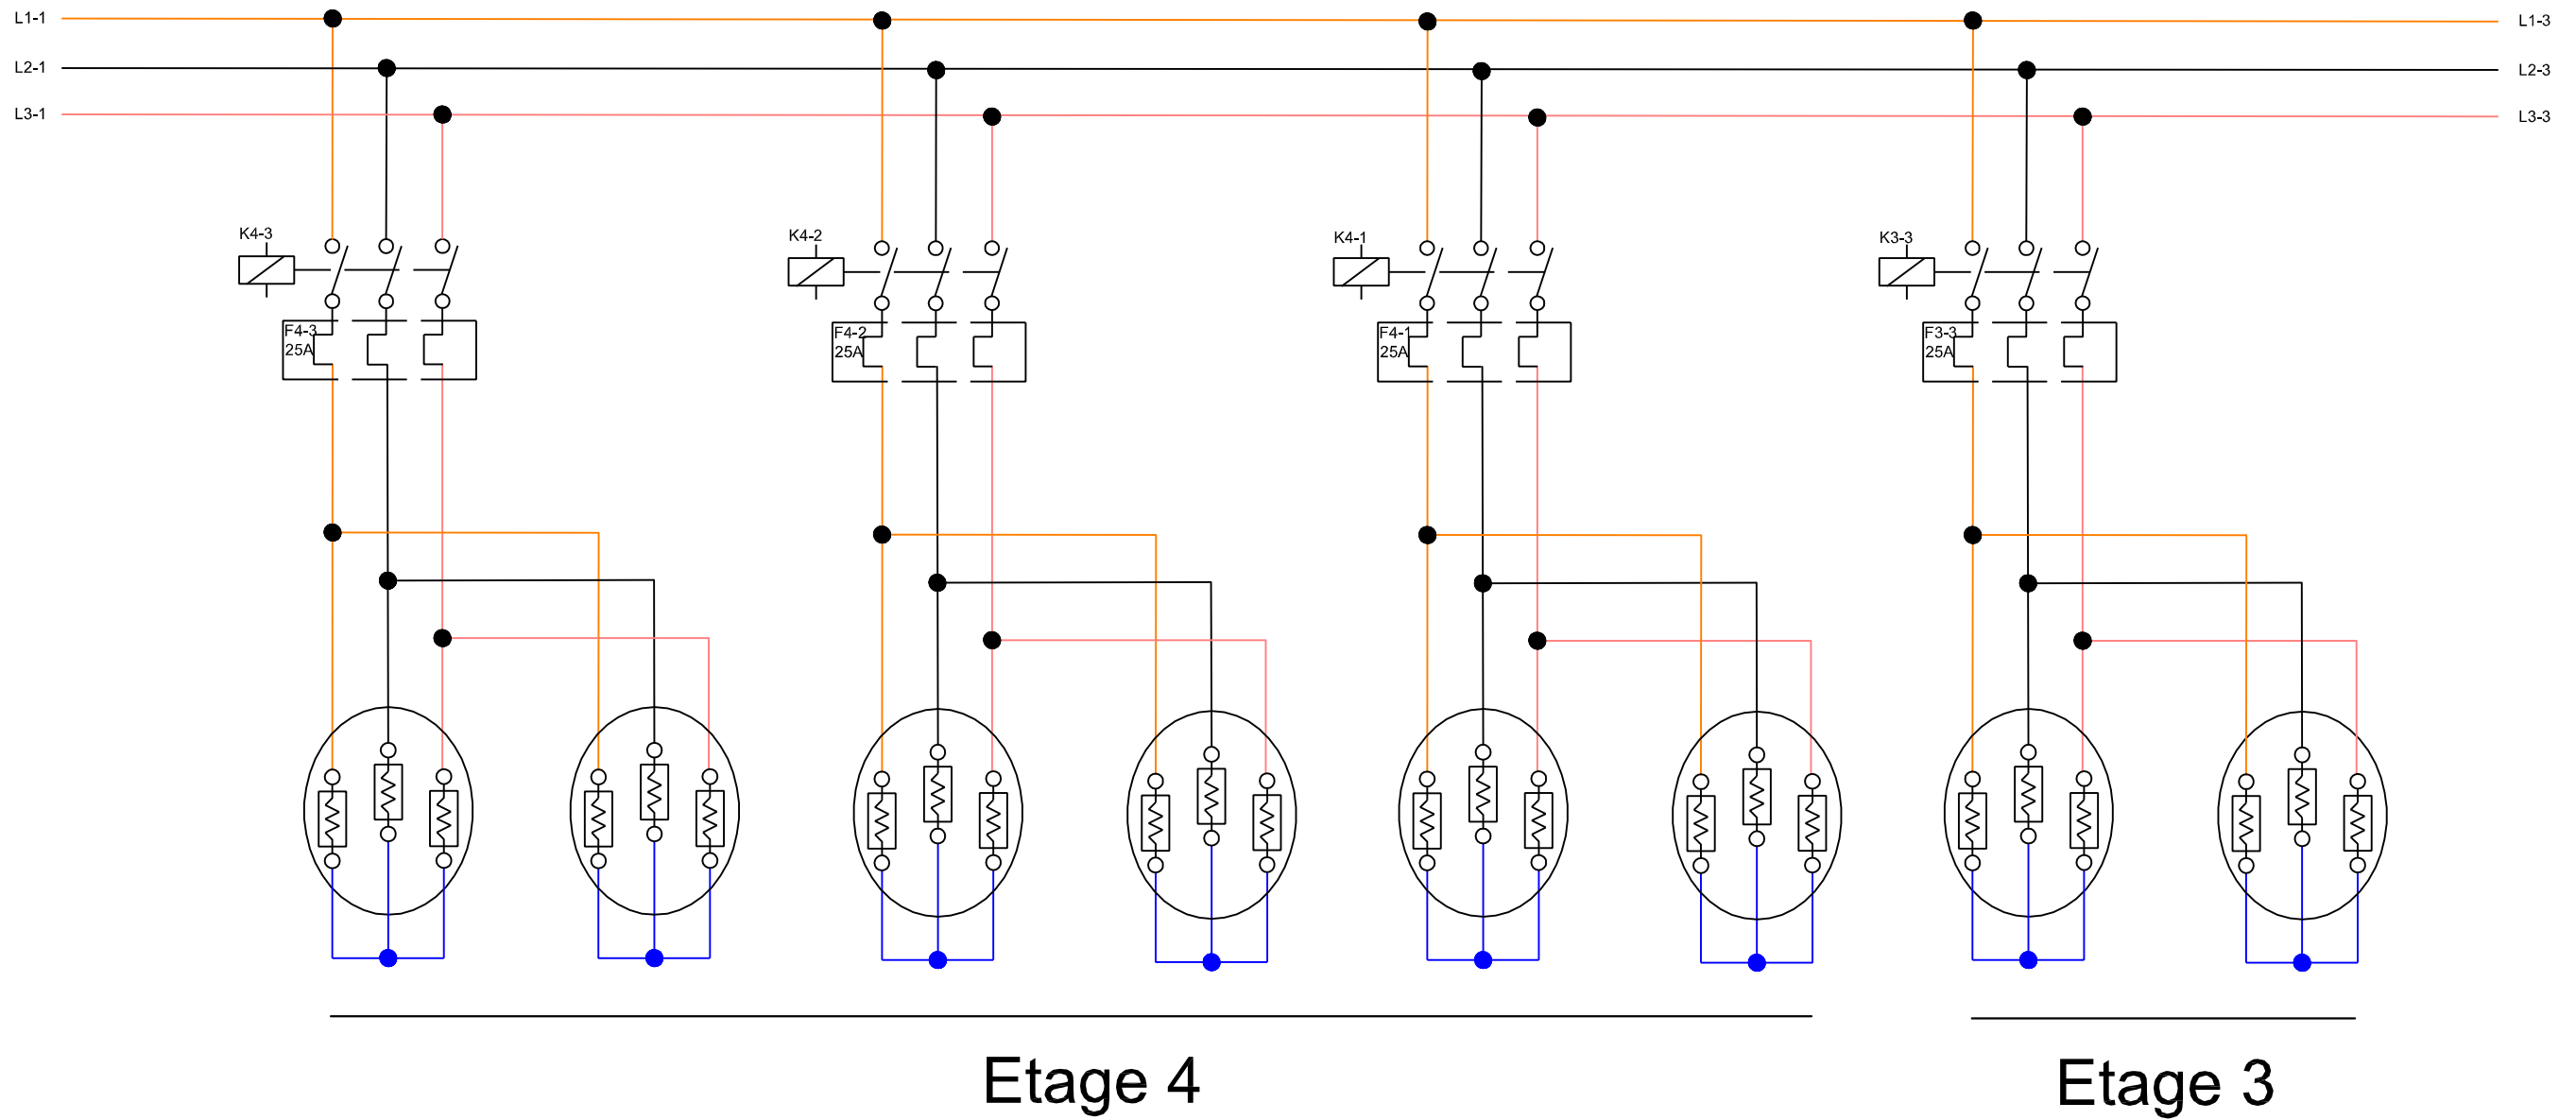 L1-1
L1-3
L2-1
L2-3
L3-1
L3-3
K4-3
K4-2
K4-1
K3-3
F4-3
25A
F4-2
25A
F4-1
25A
F3-3
25A
Etage 4
Etage 3